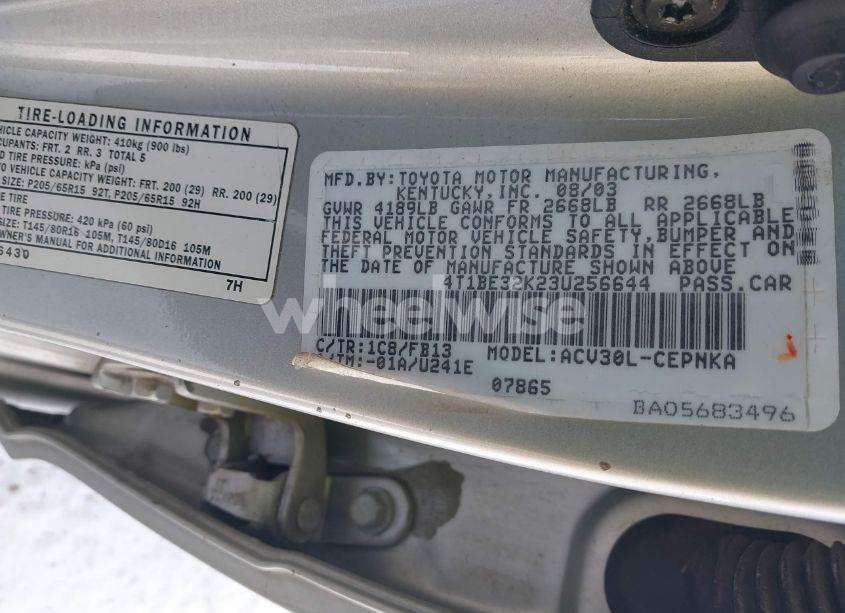 TIRE-LOADING INFORMATION
VEHICLE CAPACITY WEIGHT: 410kg (900 lbs)
CUPANTS: FRT. 2 RR. 3 TOTAL 5
D TIRE PRESSURE: kPa (psi)
O VEHICLE CAPACITY WEIGHT: FRT. 200 (29) RR. 200 (29)
SIZE: P205/65R15 92T, P205/65R15 92H
TIRE
TIRE PRESSURE: 420 kPa (60 psi)
SIZE: T145/80R16 105M, T145/80D16 105M
WNER'S MANUAL FOR ADDITIONAL INFORMATION
6430
7H
MFD.BY: TOYOTA MOTOR MANUFACTURING,
KENTUCKY, INC. 08/03
GVWR 4189LB GAWR FR 2668LB RR 2668LB
THIS VEHICLE CONFORMS TO ALL APPLICABLE
FEDERAL MOTOR VEHICLE SAFETY, BUMPER AND
THEFT PREVENTION STANDARDS IN EFFECT ON
THE DATE OF MANUFACTURE SHOWN ABOVE
4T1BE32K23U256644 PASS.CAR
wheelwise
C/TR:1C8/FB13
MODEL:ACV30L-CEPNKA
-01A/U241E
07865
BA05683496